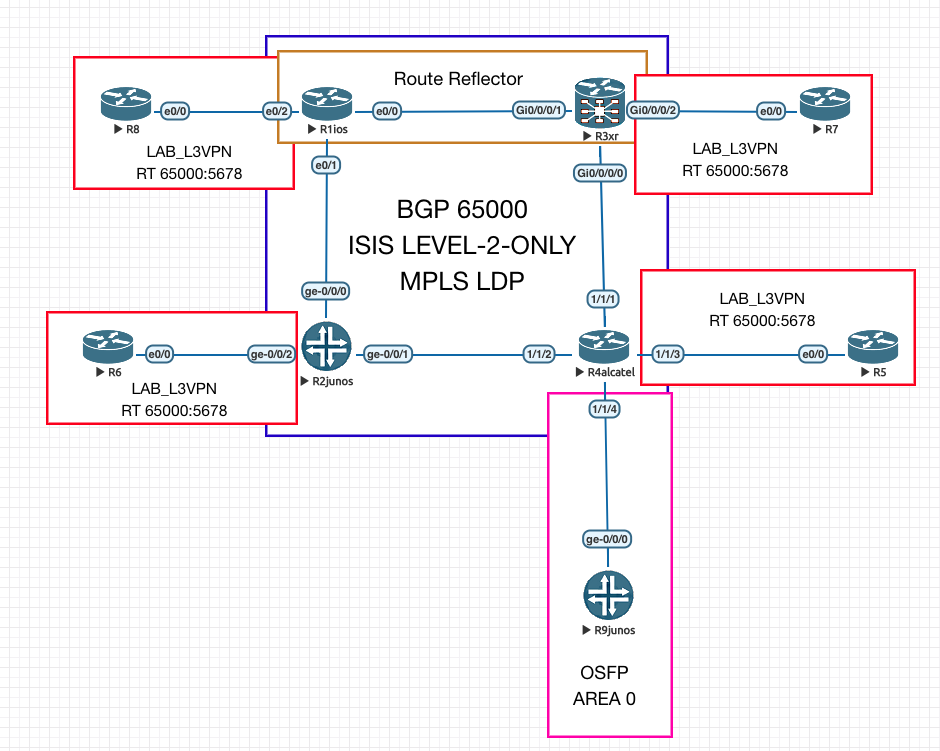 Route Reflector
R8
e0/0
e0/2
R1ios
e0/0
Gi0/0/0/1
R3xr
Gi0/0/0/2
e0/0
R7
LAB_L3VPN
RT 65000:5678
LAB_L3VPN
RT 65000:5678
e0/1
Gi0/0/0/0
BGP 65000
ISIS LEVEL-2-ONLY
MPLS LDP
ge-0/0/0
1/1/1
LAB_L3VPN
RT 65000:5678
R6
e0/0
ge-0/0/2
R2junos
ge-0/0/1
1/1/2
R4alcatel
1/1/3
e0/0
R5
LAB_L3VPN
RT 65000:5678
1/1/4
ge-0/0/0
R9junos
OSFP
AREA 0